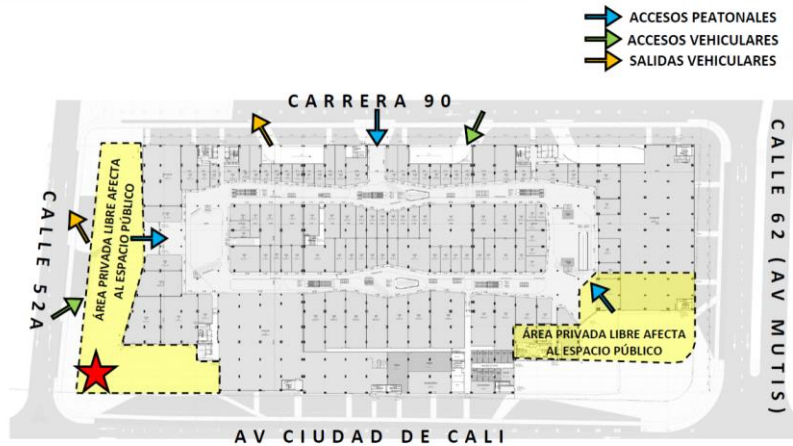 ACCESOS PEATONALES
ACCESOS VEHICULARES
SALIDAS VEHICULARES
CARRERA 90
CALLE 52A
ÁREA PRIVADA LIBRE AFECTA
AL ESPACIO PÚBLICO
CALLE 62 (AV MUTIS)
ÁREA PRIVADA LIBRE AFECTA
AL ESPACIO PÚBLICO
AV CIUDAD DE CALI